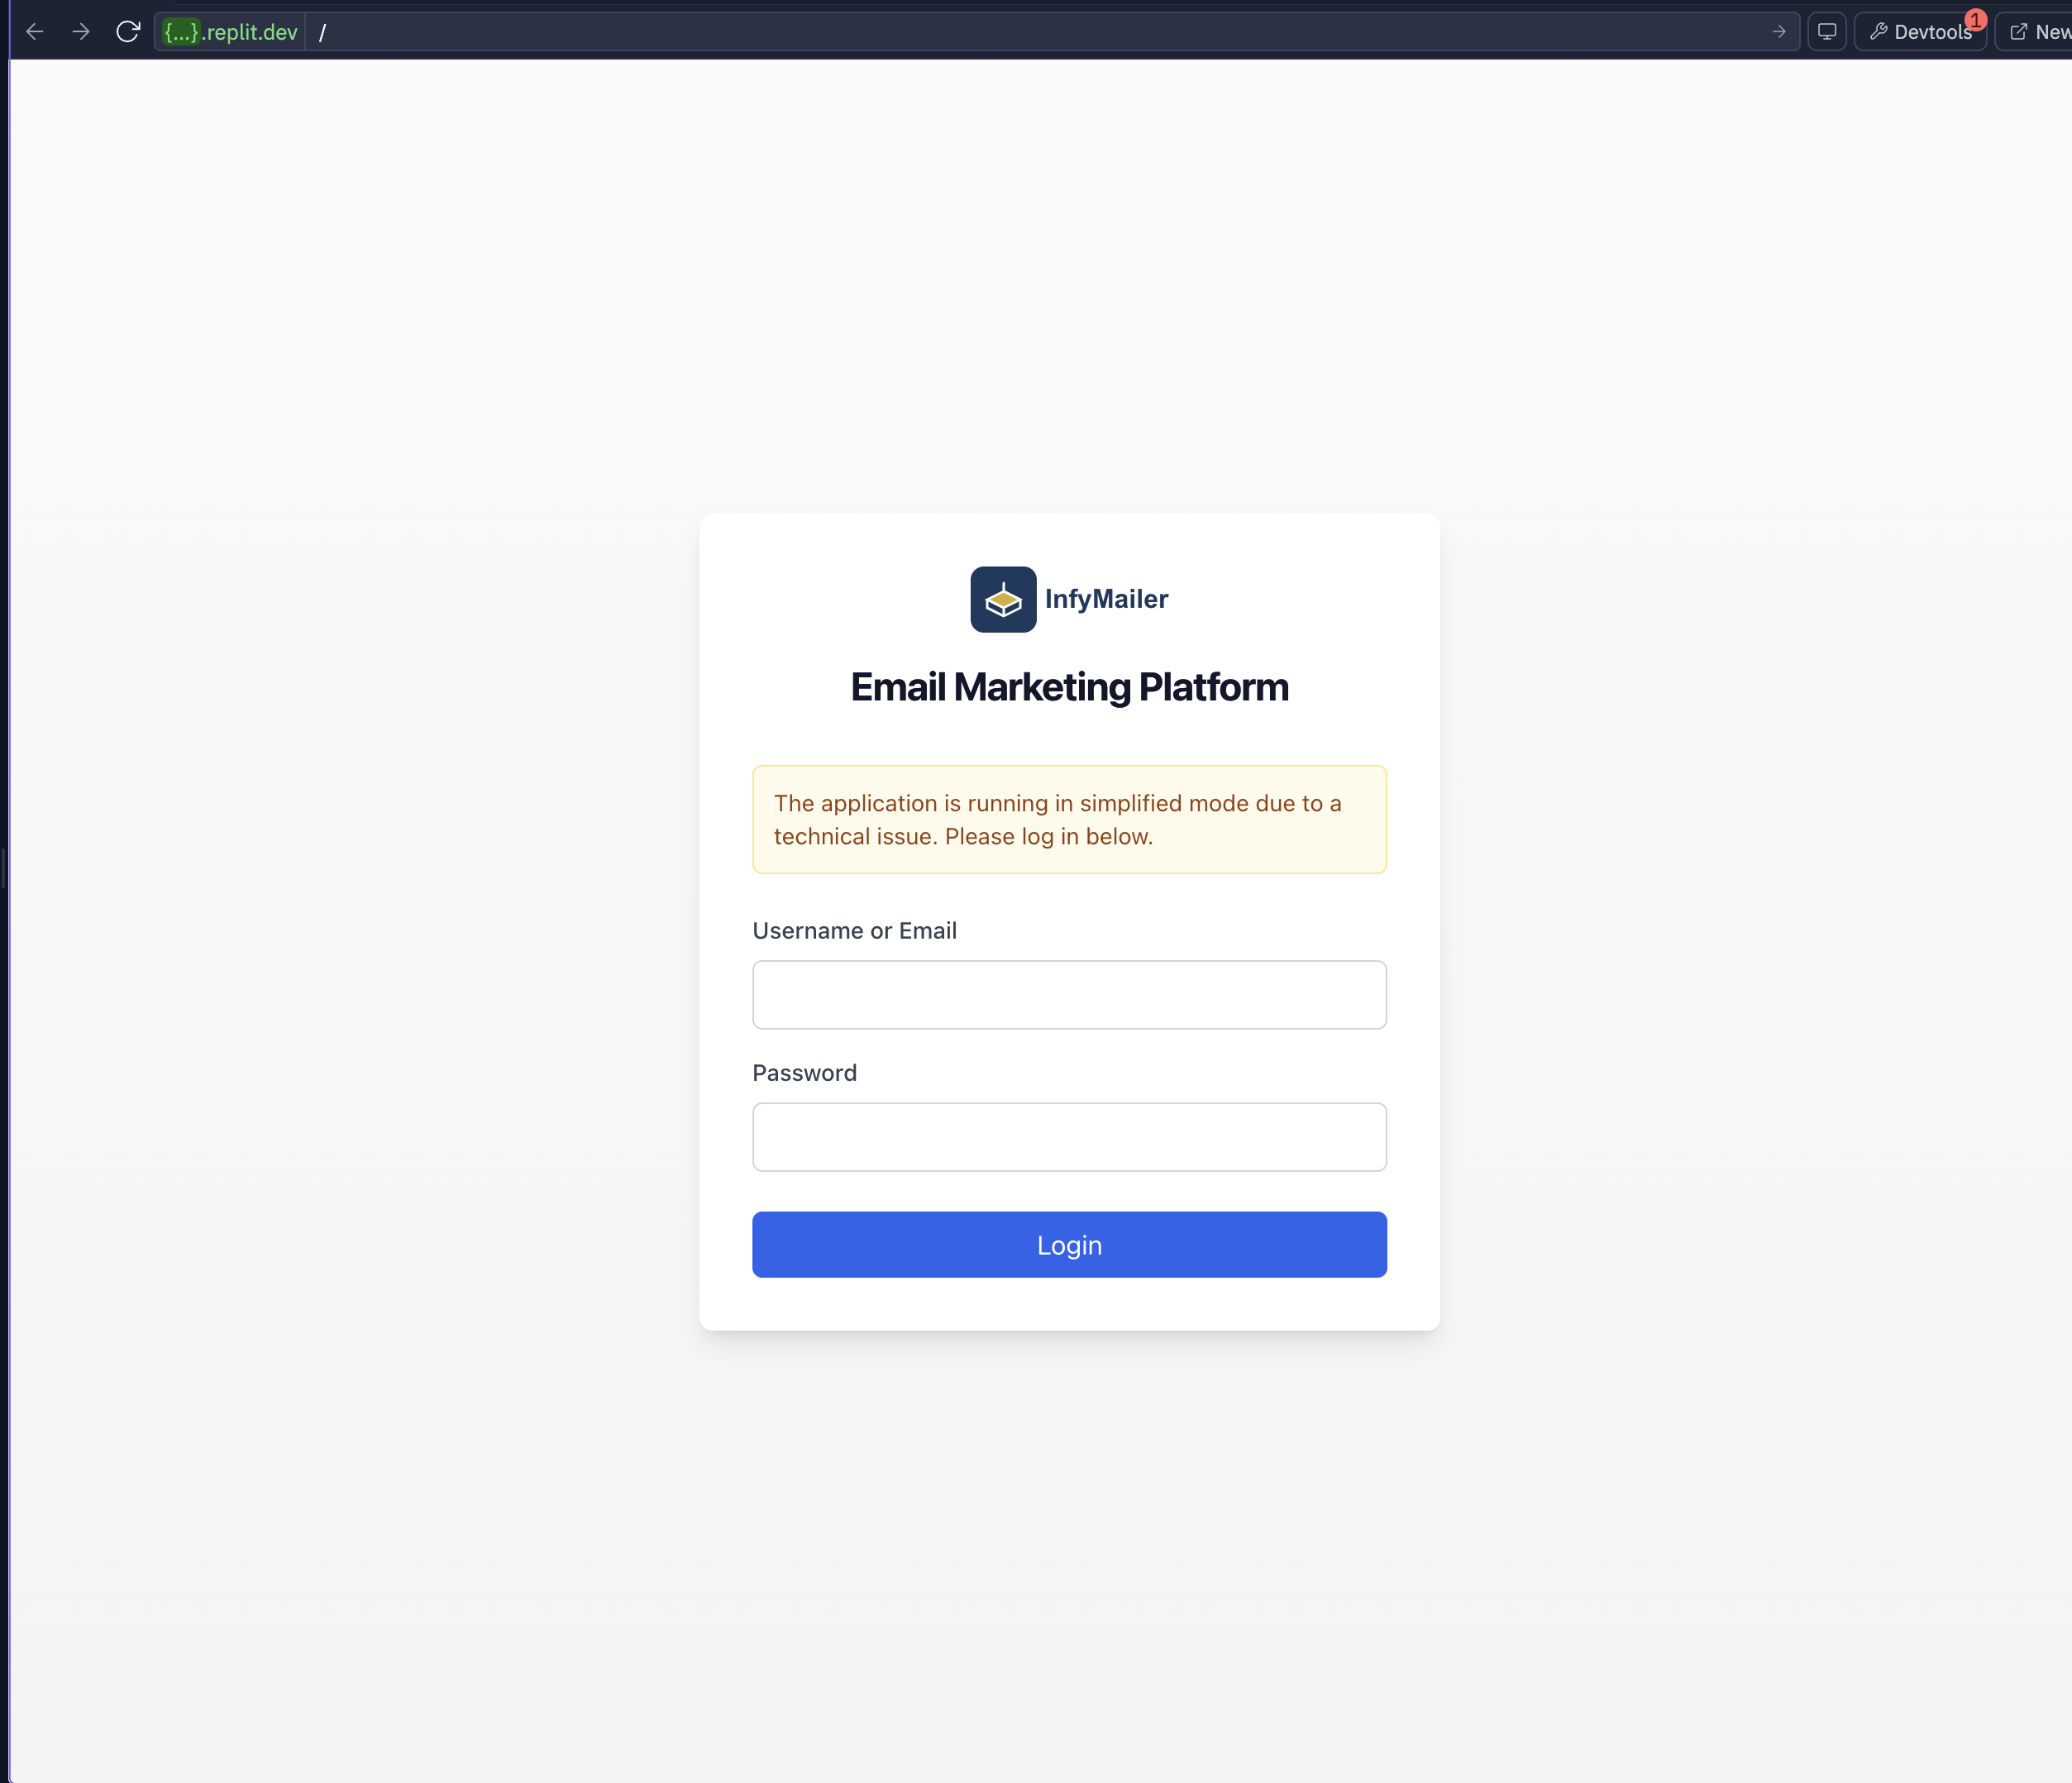 {...}.replit.dev /
Devtools
1
New
InfyMailer
Email Marketing Platform
The application is running in simplified mode due to a
technical issue. Please log in below.
Username or Email
Password
Login